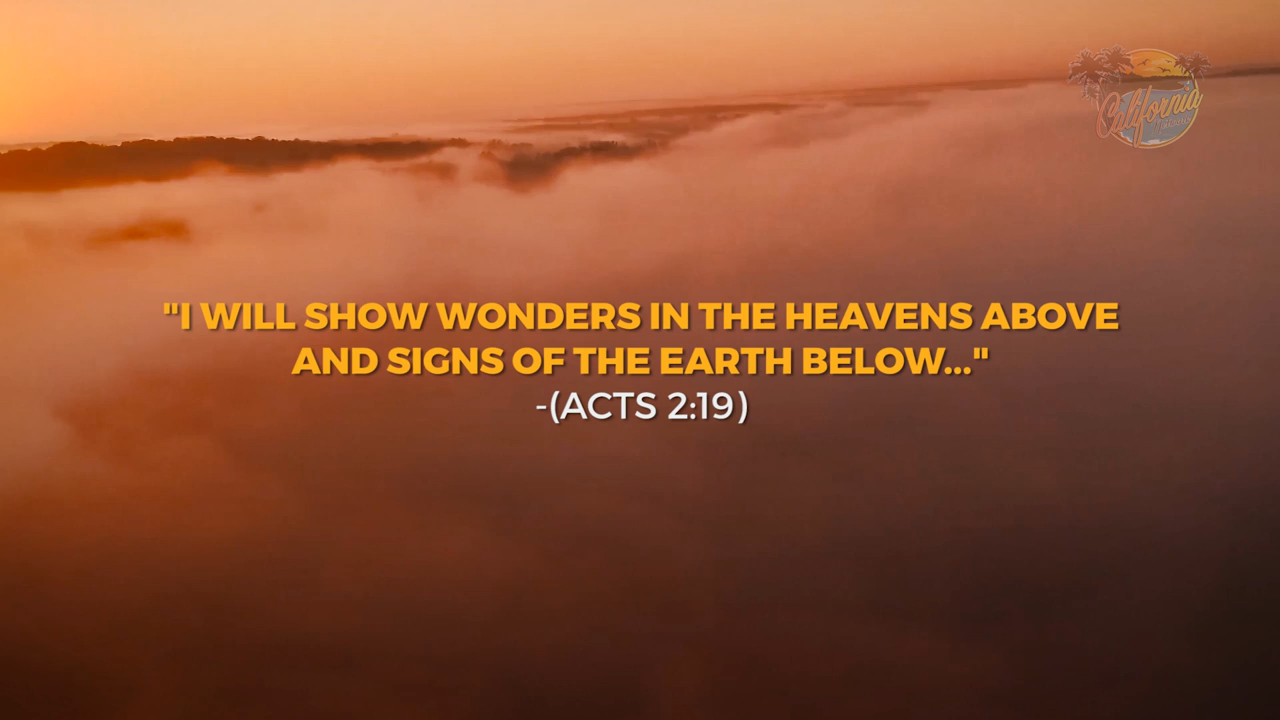 California
"I WILL SHOW WONDERS IN THE HEAVENS ABOVE
AND SIGNS OF THE EARTH BELOW..."
-(ACTS 2:19)